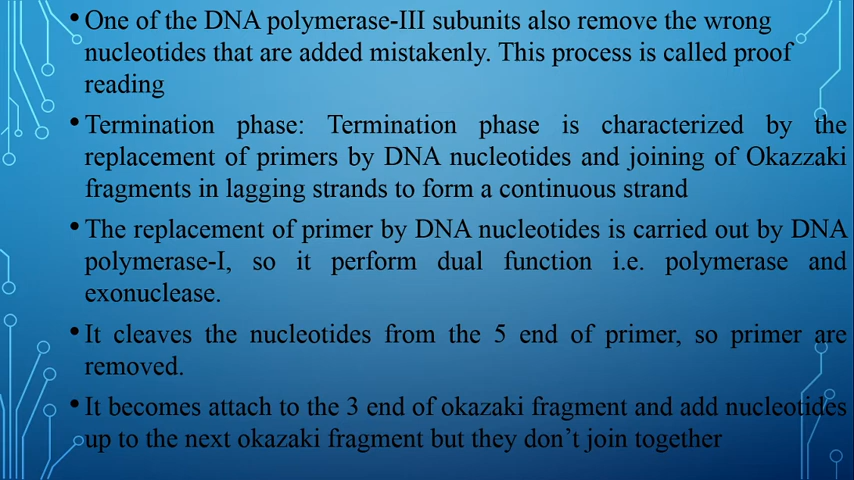 • One of the DNA polymerase-III subunits also remove the wrong
nucleotides that are added mistakenly. This process is called proof
reading
• Termination phase: Termination phase is characterized by the
replacement of primers by DNA nucleotides and joining of Okazzaki
fragments in lagging strands to form a continuous strand
• The replacement of primer by DNA nucleotides is carried out by DNA
polymerase-I, so it perform dual function i.e. polymerase and
exonuclease.
• It cleaves the nucleotides from the 5 end of primer, so primer are
removed.
• It becomes attach to the 3 end of okazaki fragment and add nucleotides
up to the next okazaki fragment but they don’t join together